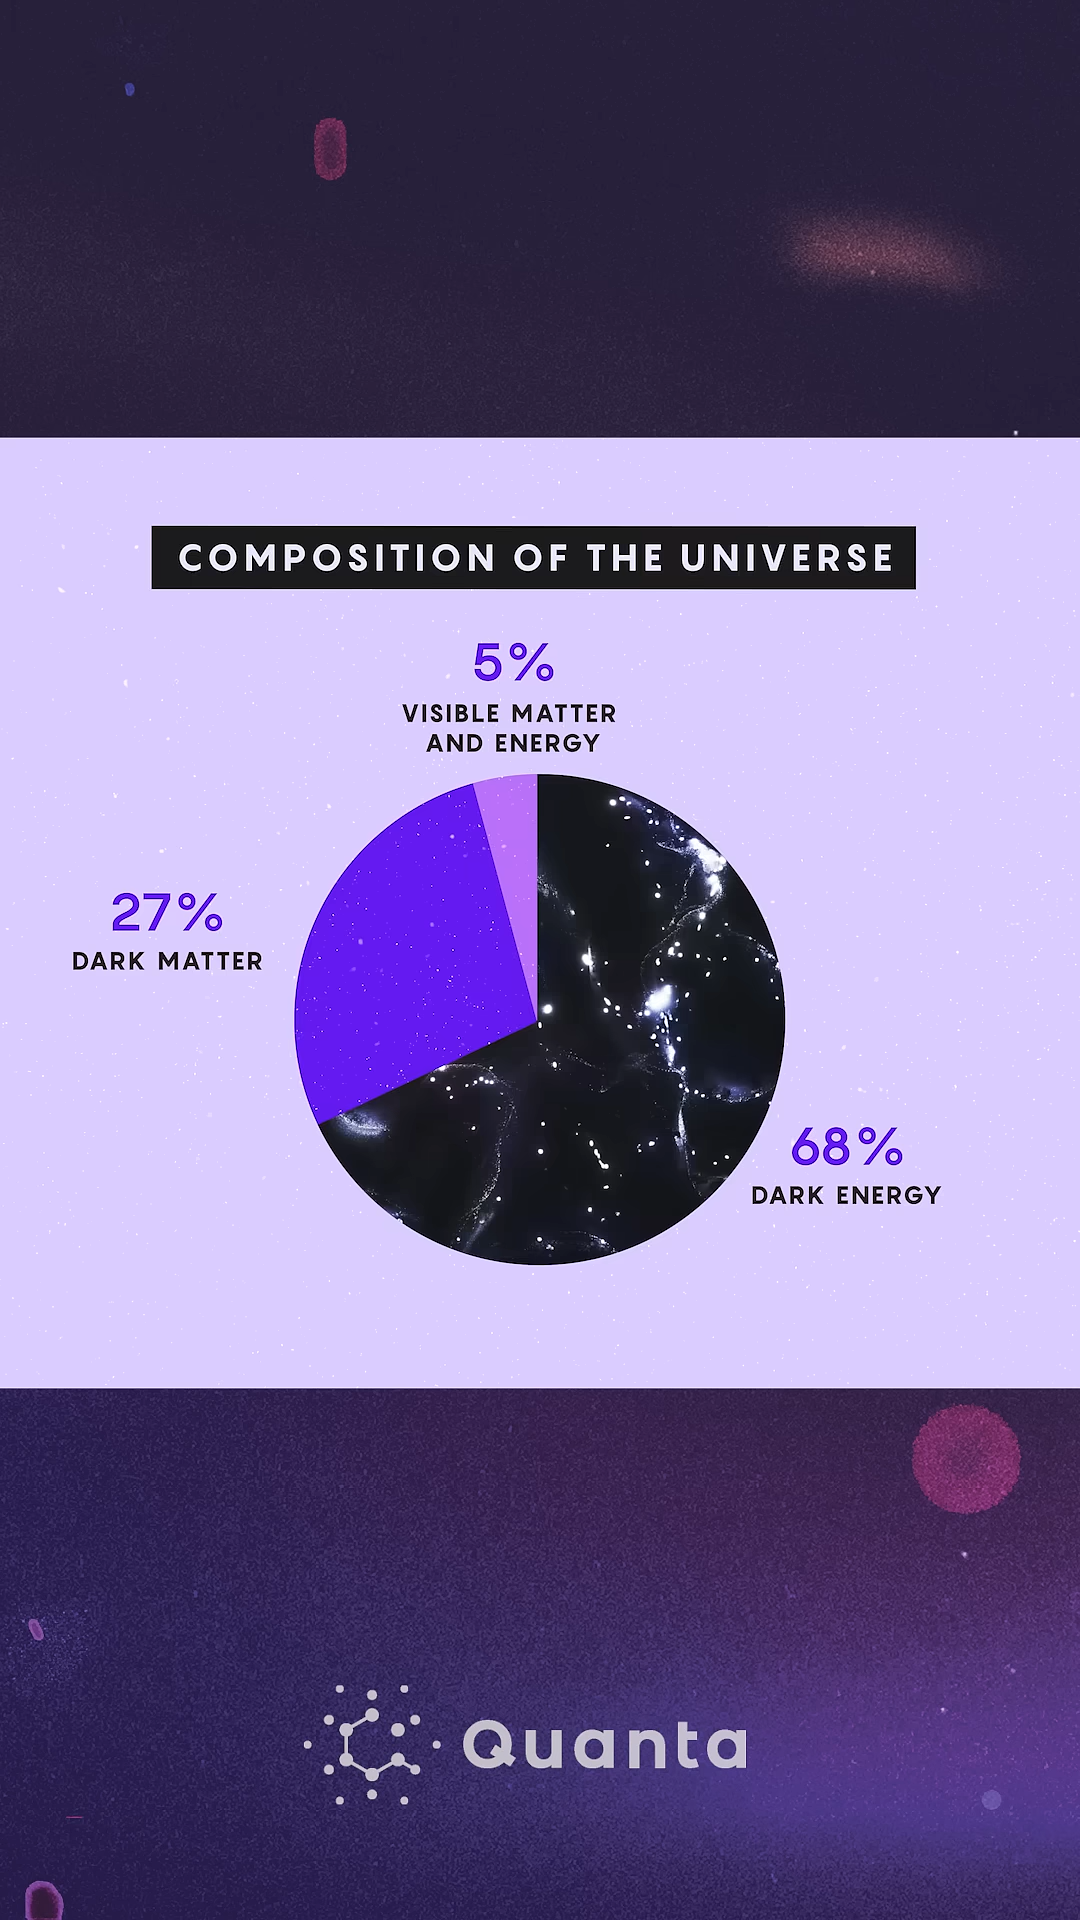 COMPOSITION OF THE UNIVERSE
5%
VISIBLE MATTER
AND ENERGY
27%
DARK MATTER
68%
DARK ENERGY
Quanta